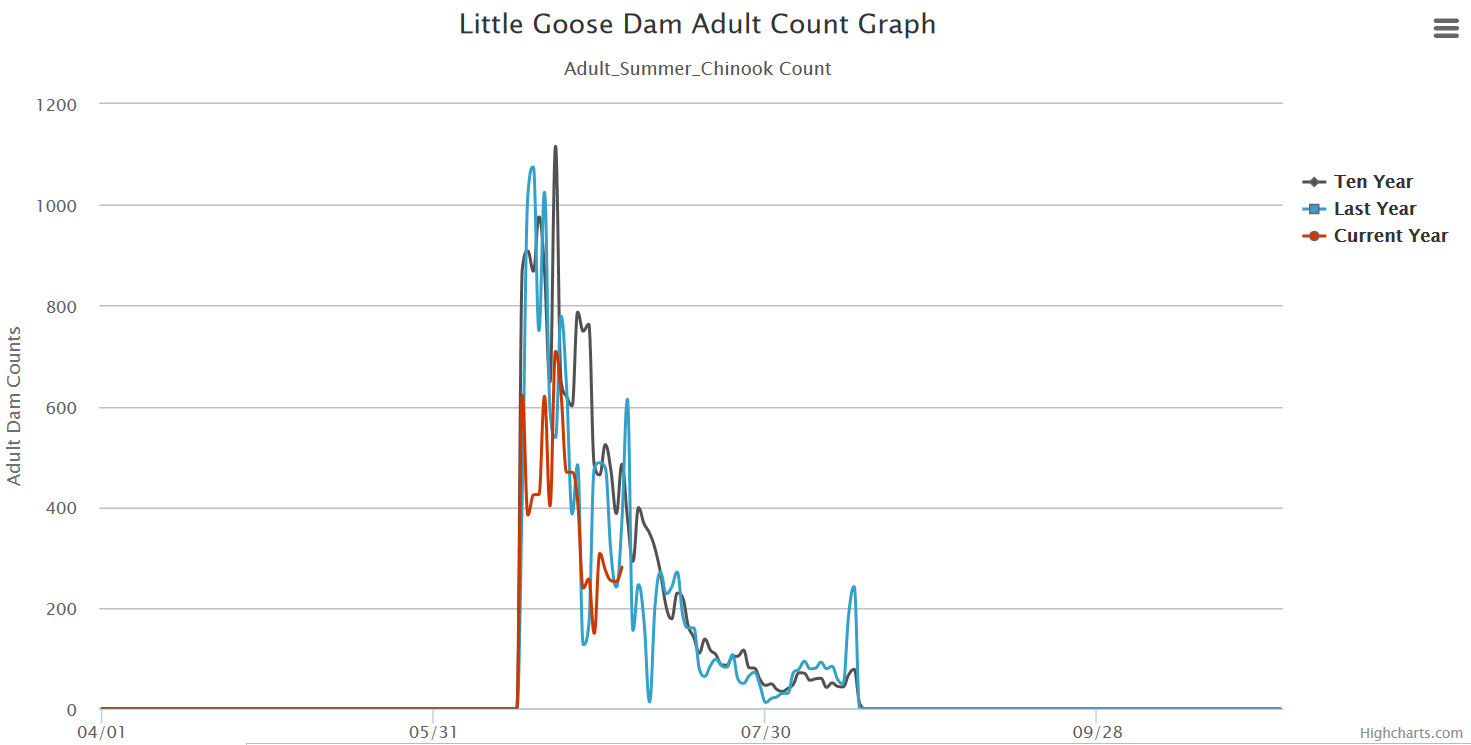 Little Goose Dam Adult Count Graph
Adult_Summer_Chinook Count
1200
1000
800
600
400
200
0
Adult Dam Counts
04/01
05/31
07/30
09/28
Ten Year
Last Year
Current Year
Highcharts.com